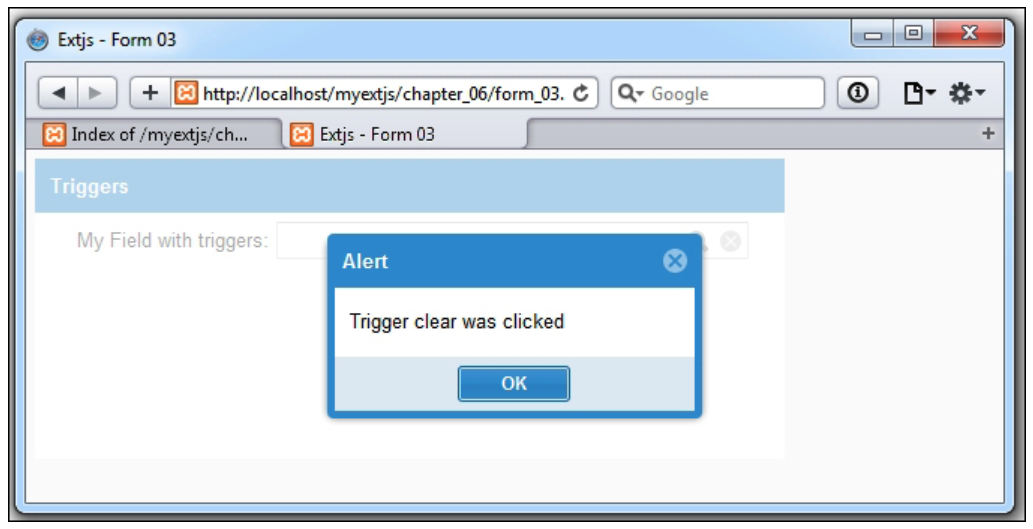 Extjs - Form 03
http://localhost/myextjs/chapter_06/form_03.
Google
Index of /myextjs/ch...
Extjs - Form 03
Triggers
My Field with triggers:
Alert
Trigger clear was clicked
OK